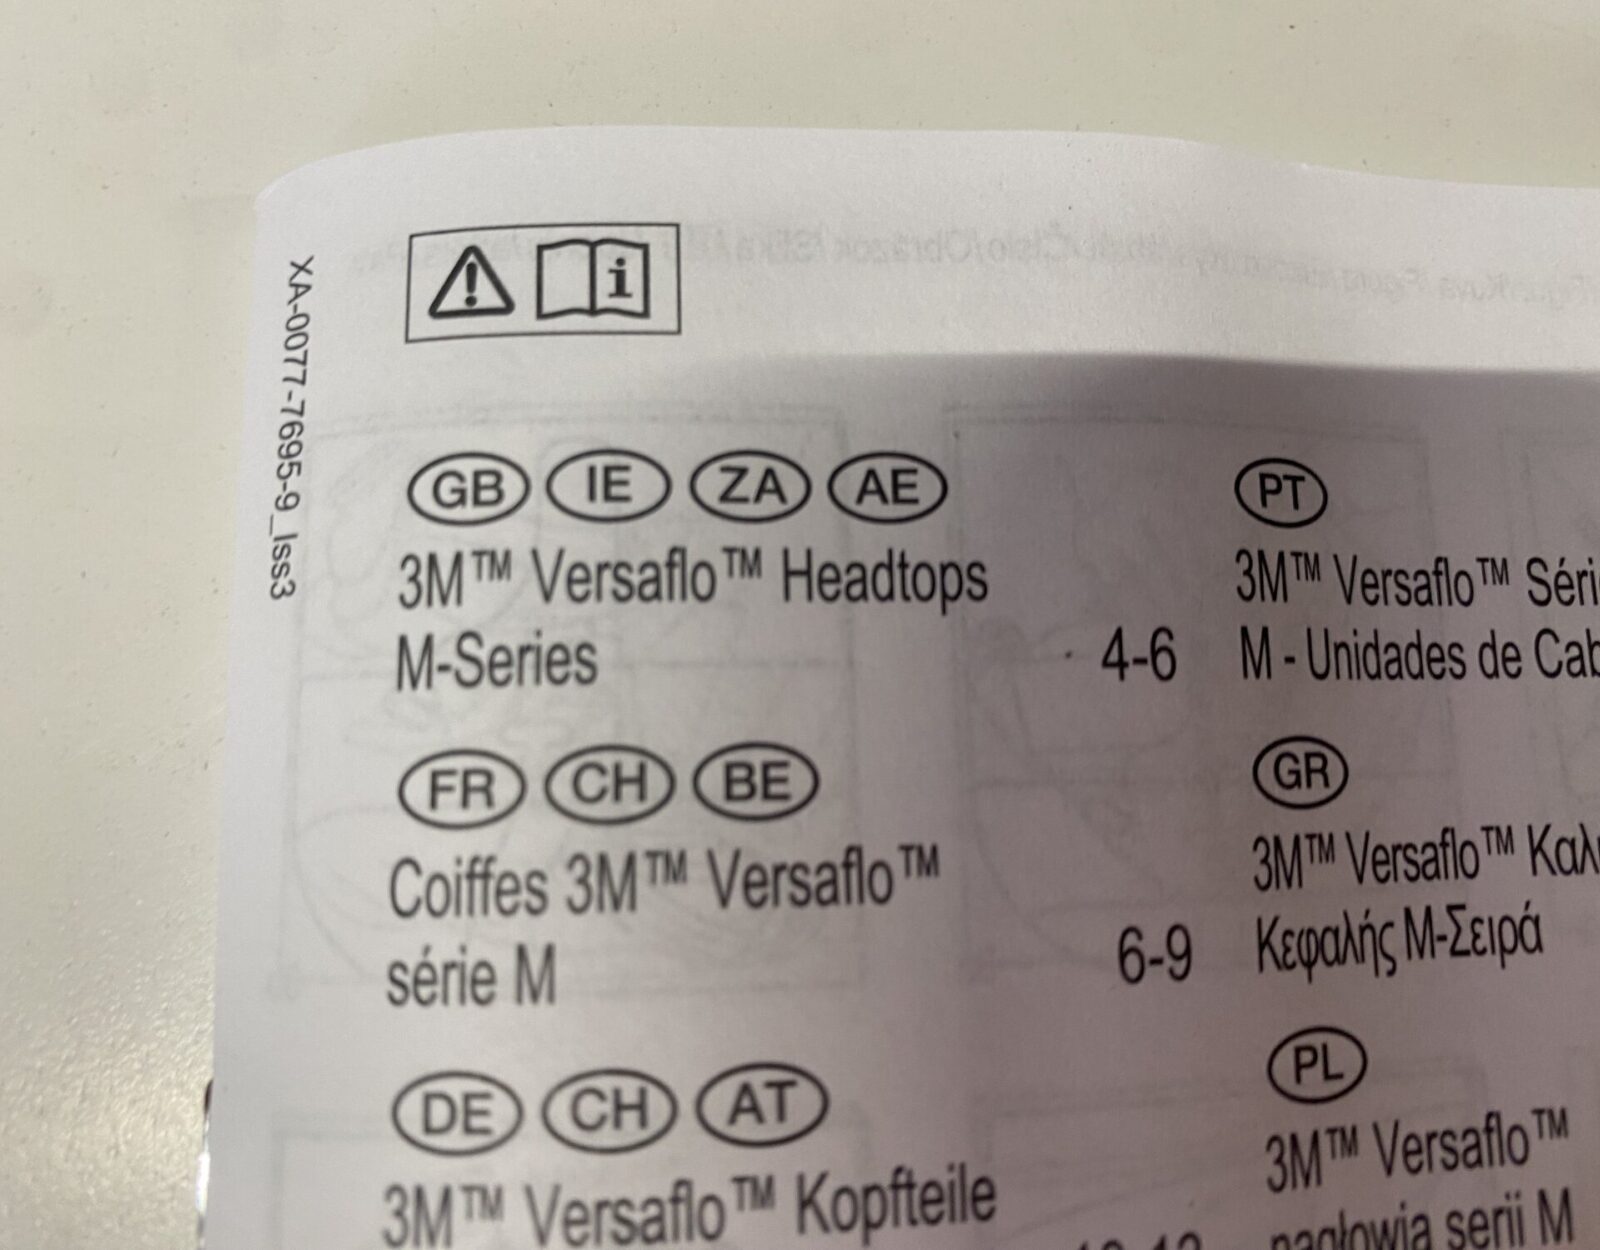 XA-0077-7695-9_Iss3
GB IE ZA AE
3M™ Versaflo™ Headtops
M-Series 4-6
FR CH BE
Coiffes 3M™ Versaflo™
série M 6-9
DE CH AT
3M™ Versaflo™ Kopfteile
PT
3M™ Versaflo™
M - Unidades de
GR
3M™ Versaflo™
Κεφαλής Μ-Σειρά
PL
3M™ Versaflo™
nagłowia serii M